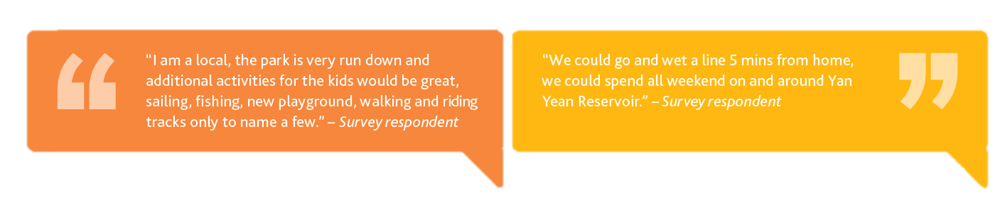 “I am a local, the park is very run down and
additional activities for the kids would be great,
sailing, fishing, new playground, walking and riding
tracks only to name a few.” – Survey respondent
“We could go and wet a line 5 mins from home,
we could spend all weekend on and around Yan
Yean Reservoir.” – Survey respondent